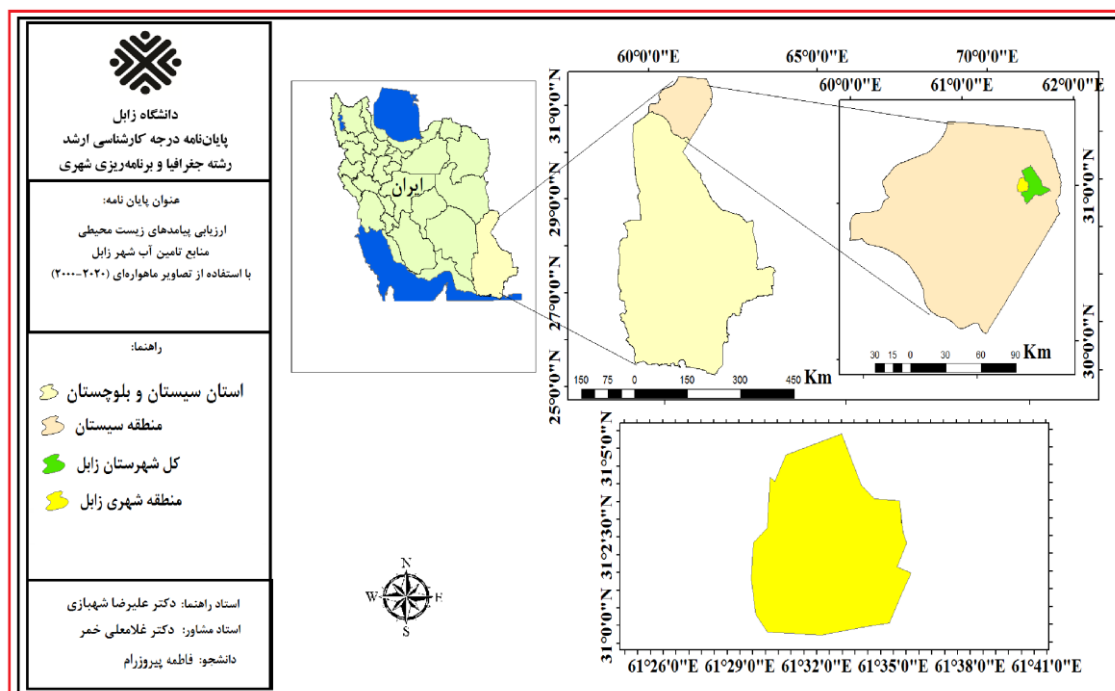 دانشگاه زابل
پایان‌نامه درجه کارشناسی ارشد
رشته جغرافیا و برنامه‌ریزی شهری
عنوان پایان نامه:
ارزیابی پیامدهای زیست محیطی
منابع تامین آب شهر زابل
با استفاده از تصاویر ماهواره‌ای (۲۰۲۰-۲۰۰۰)
راهنما:
استان سیستان و بلوچستان
منطقه سیستان
کل شهرستان زابل
منطقه شهری زابل
استاد راهنما: دکتر علیرضا شهبازی
استاد مشاور: دکتر غلامعلی خمر
دانشجو: فاطمه پیروزرام
ایران
60°0'0"E 65°0'0"E 70°0'0"E
31°0'0"N
29°0'0"N
27°0'0"N
25°0'0"N
150 75 0 150 300 450 Km
60°0'0"E 61°0'0"E 62°0'0"E
31°0'0"N
30°0'0"N
30 15 0 30 60 90 Km
31°5'0"N
31°2'30"N
31°0'0"N
61°26'0"E 61°29'0"E 61°32'0"E 61°35'0"E 61°38'0"E 61°41'0"E
N
W E
S